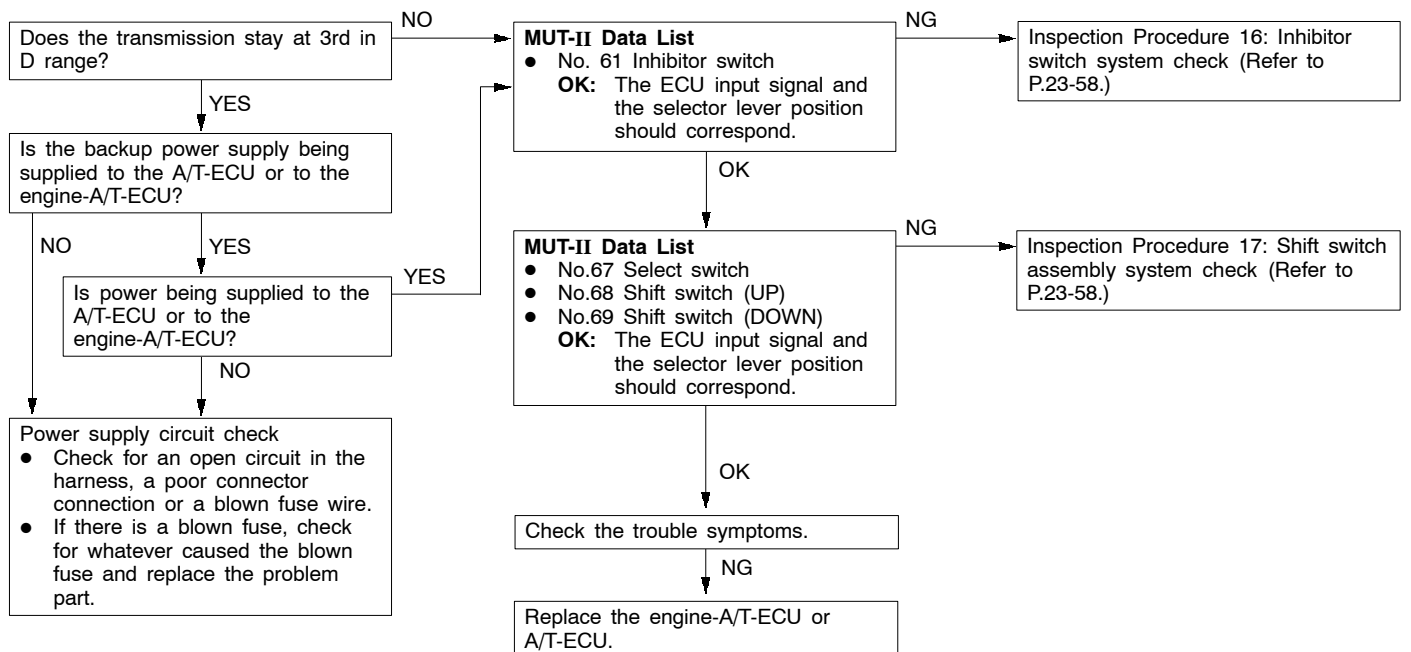 Does the transmission stay at 3rd in
D range?
NO
YES
Is the backup power supply being
supplied to the A/T-ECU or to the
engine-A/T-ECU?
NO
YES
Is power being supplied to the
A/T-ECU or to the
engine-A/T-ECU?
YES
NO
Power supply circuit check
● Check for an open circuit in the
harness, a poor connector
connection or a blown fuse wire.
● If there is a blown fuse, check
for whatever caused the blown
fuse and replace the problem
part.
MUT-II Data List
● No. 61 Inhibitor switch
OK: The ECU input signal and
the selector lever position
should correspond.
NG
Inspection Procedure 16: Inhibitor
switch system check (Refer to
P.23-58.)
OK
MUT-II Data List
● No.67 Select switch
● No.68 Shift switch (UP)
● No.69 Shift switch (DOWN)
OK: The ECU input signal and
the selector lever position
should correspond.
NG
Inspection Procedure 17: Shift switch
assembly system check (Refer to
P.23-58.)
OK
Check the trouble symptoms.
NG
Replace the engine-A/T-ECU or
A/T-ECU.